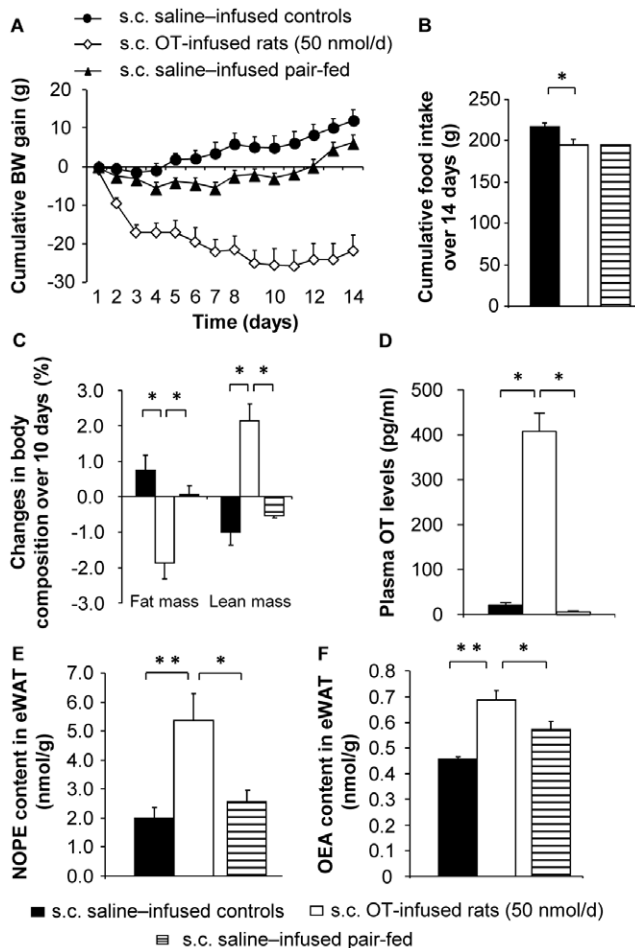 A
s.c. saline–infused controls
s.c. OT-infused rats (50 nmol/d)
s.c. saline–infused pair-fed
Cumulative BW gain (g)
20
10
0
-10
-20
-30
1 2 3 4 5 6 7 8 10 12 14
Time (days)
B
*
Cumulative food intake
over 14 days (g)
250
200
150
100
50
0
C
* * * *
Changes in body
composition over 10 days (%)
3.0
2.0
1.0
0.0
-1.0
-2.0
-3.0
Fat mass Lean mass
D
* *
Plasma OT levels (pg/ml)
500
400
300
200
100
0
E
** *
NOPE content in eWAT
(nmol/g)
7.0
6.0
5.0
4.0
3.0
2.0
1.0
0.0
F
** *
OEA content in eWAT
(nmol/g)
0.8
0.7
0.6
0.5
0.4
0.3
0.2
0.1
0
s.c. saline–infused controls s.c. OT-infused rats (50 nmol/d)
s.c. saline–infused pair-fed